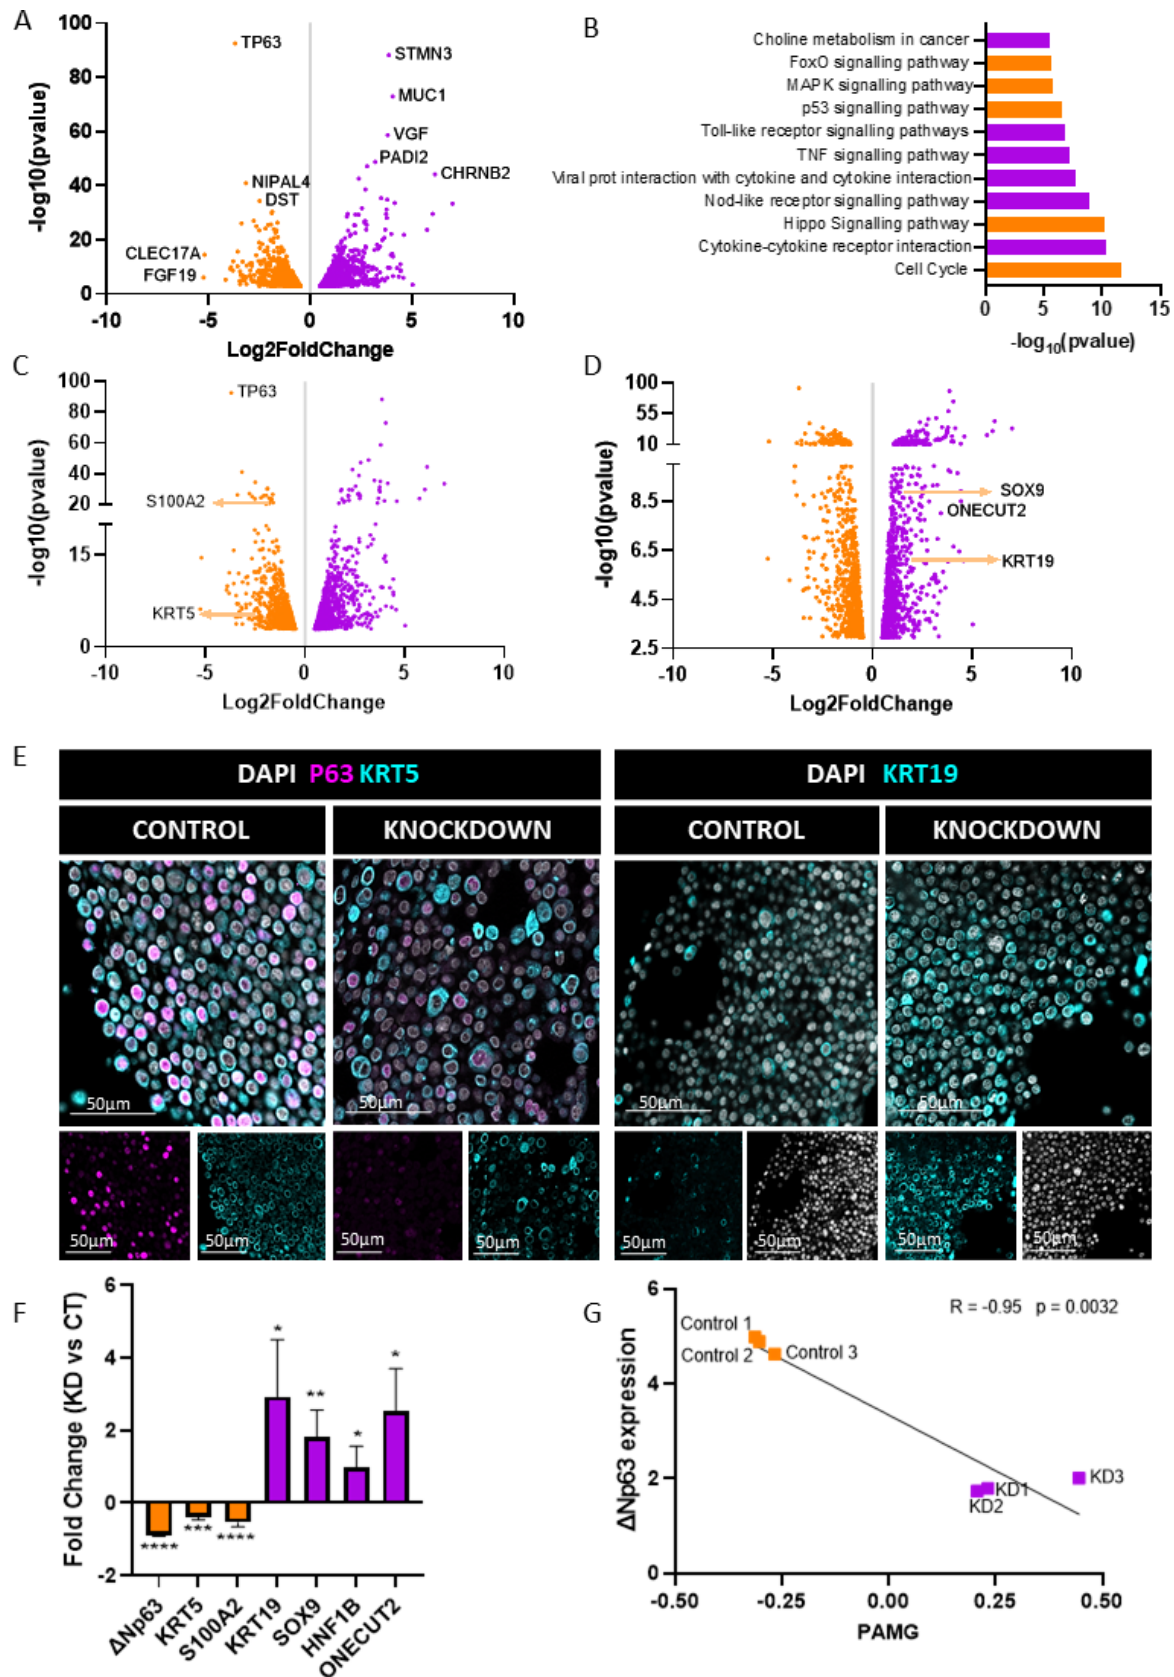 A
100
80
60
40
20
0
-log10(pvalue)
TP63
STMN3
MUC1
VGF
PADI2
CHRNB2
NIPAL4
DST
CLEC17A
FGF19
-10 -5 0 5 10
Log2FoldChange
B
Choline metabolism in cancer
FoxO signalling pathway
MAPK signalling pathway
p53 signalling pathway
Toll-like receptor signalling pathways
TNF signalling pathway
Viral prot interaction with cytokine and cytokine interaction
Nod-like receptor signalling pathway
Hippo Signalling pathway
Cytokine-cytokine receptor interaction
Cell Cycle
0 5 10 15
-log10(pvalue)
C
100
80
60
40
20
15
0
-log10(pvalue)
TP63
S100A2
KRT5
-10 -5 0 5 10
Log2FoldChange
D
100
55
10
8.5
6.5
4.5
2.5
-log10(pvalue)
SOX9
ONECUT2
KRT19
-10 -5 0 5 10
Log2FoldChange
E
DAPI P63 KRT5
DAPI KRT19
CONTROL
KNOCKDOWN
CONTROL
KNOCKDOWN
50µm
50µm
50µm
50µm
50µm
50µm
50µm
50µm
50µm
50µm
50µm
50µm
F
6
4
2
0
-2
Fold Change (KD vs CT)
****
***
****
*
**
*
*
ΔNp63
KRT5
S100A2
KRT19
SOX9
HNF1B
ONECUT2
G
6
4
2
0
ΔNp63 expression
R = -0.95 p = 0.0032
Control 1
Control 2
Control 3
KD1
KD2
KD3
-0.50 -0.25 0.00 0.25 0.50
PAMG